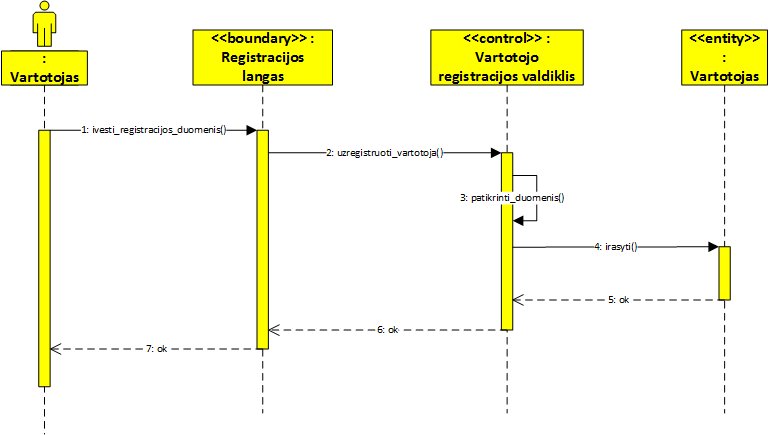 :
Vartotojas
<<boundary>> :
Registracijos
langas
<<control>> :
Vartotojo
registracijos valdiklis
<<entity>>
:
Vartotojas
1: ivesti_registracijos_duomenis()
2: uzregistruoti_vartotoja()
3: patikrinti_duomenis()
4: irasyti()
5: ok
6: ok
7: ok